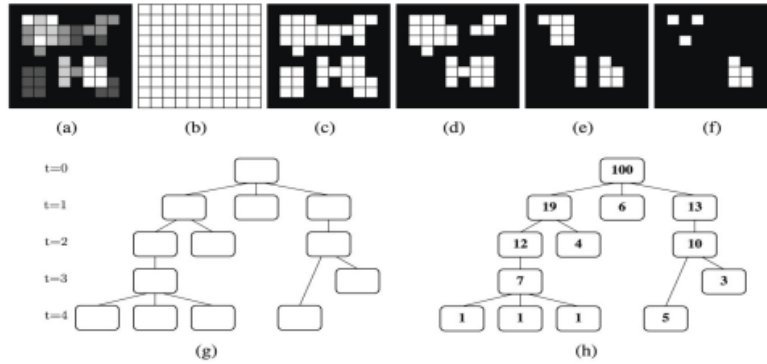 (a) (b) (c) (d) (e) (f)
t=0 100
t=1 19 6 13
t=2 12 4 10
t=3 7 3
t=4 1 1 1 5
(g) (h)